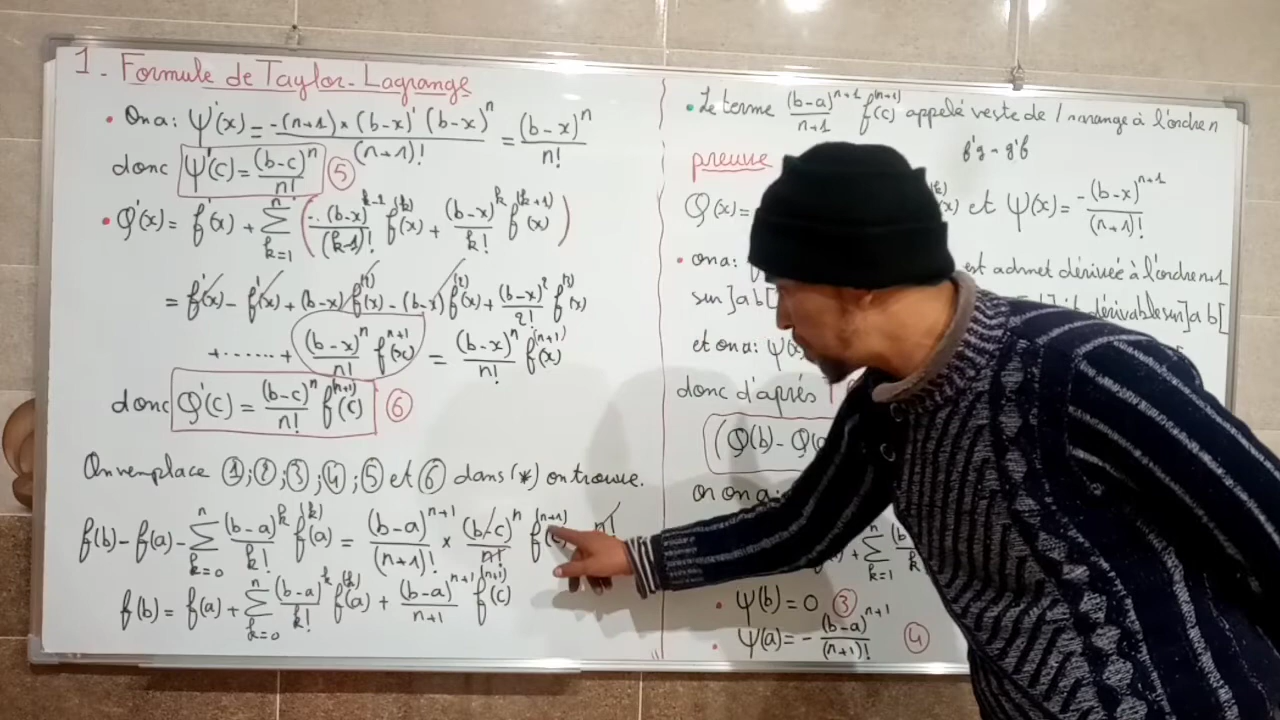 1. Formule de Taylor-Lagrange
• On a: Ψ'(x) = -(n+1) × (b-x)' (b-x)^n / (n+1)! = (b-x)^n / n!
donc Ψ'(c) = (b-c)^n / n! ⑤
• φ'(x) = f'(x) + Σ_{k=1}^{n} ( -(b-x)^{k-1} / (k-1)! f^{(k)}(x) + (b-x)^k / k! f^{(k+1)}(x) )
= f'(x) - f'(x) + (b-x) f^{(2)}(x) - (b-x) f^{(2)}(x) + (b-x)^2 / 2! f^{(3)}(x)
+ ...... + (b-x)^n / n! f^{n+1}(x) = (b-x)^n / n! f^{(n+1)}(x)
donc φ'(c) = (b-c)^n / n! f^{(n+1)}(c) ⑥
On remplace ①; ②; ③; ④; ⑤ et ⑥ dans (*) on trouve.
f(b) - f(a) - Σ_{k=0}^{n} (b-a)^k / k! f^{(k)}(a) = (b-a)^{n+1} / (n+1)! × (b-c)^n / n! f^{(n+1)} n!
f(b) = f(a) + Σ_{k=0}^{n} (b-a)^k / k! f^{(k)}(a) + (b-a)^{n+1} / n+1 f^{(n+1)}(c)
• Le terme (b-a)^{n+1} / n+1 f^{(n+1)}(c) appelé reste de à l'ordre n
f'g - g'f
preuve
φ(x) = (x) et Ψ(x) = -(b-x)^{n+1} / (n+1)!
• on a: est admet dérivée à l'ordre n+1
sur ]a b[ dérivable sur ]a b[
et on a: Ψ(x
donc d'après
(φ(b) - φ(a
or on a:
+ Σ_{k=1}^{n} (b / k
• Ψ(b) = 0 ③
• Ψ(a) = - (b-a)^{n+1} / (n+1)! ④